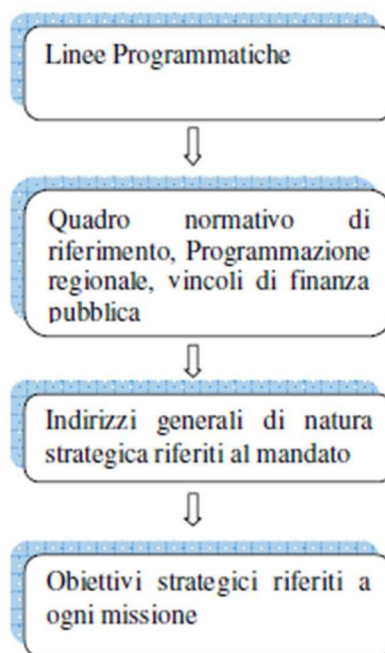 Linee Programmatiche
Quadro normativo di
riferimento, Programmazione
regionale, vincoli di finanza
pubblica
Indirizzi generali di natura
strategica riferiti al mandato
Obiettivi strategici riferiti a
ogni missione